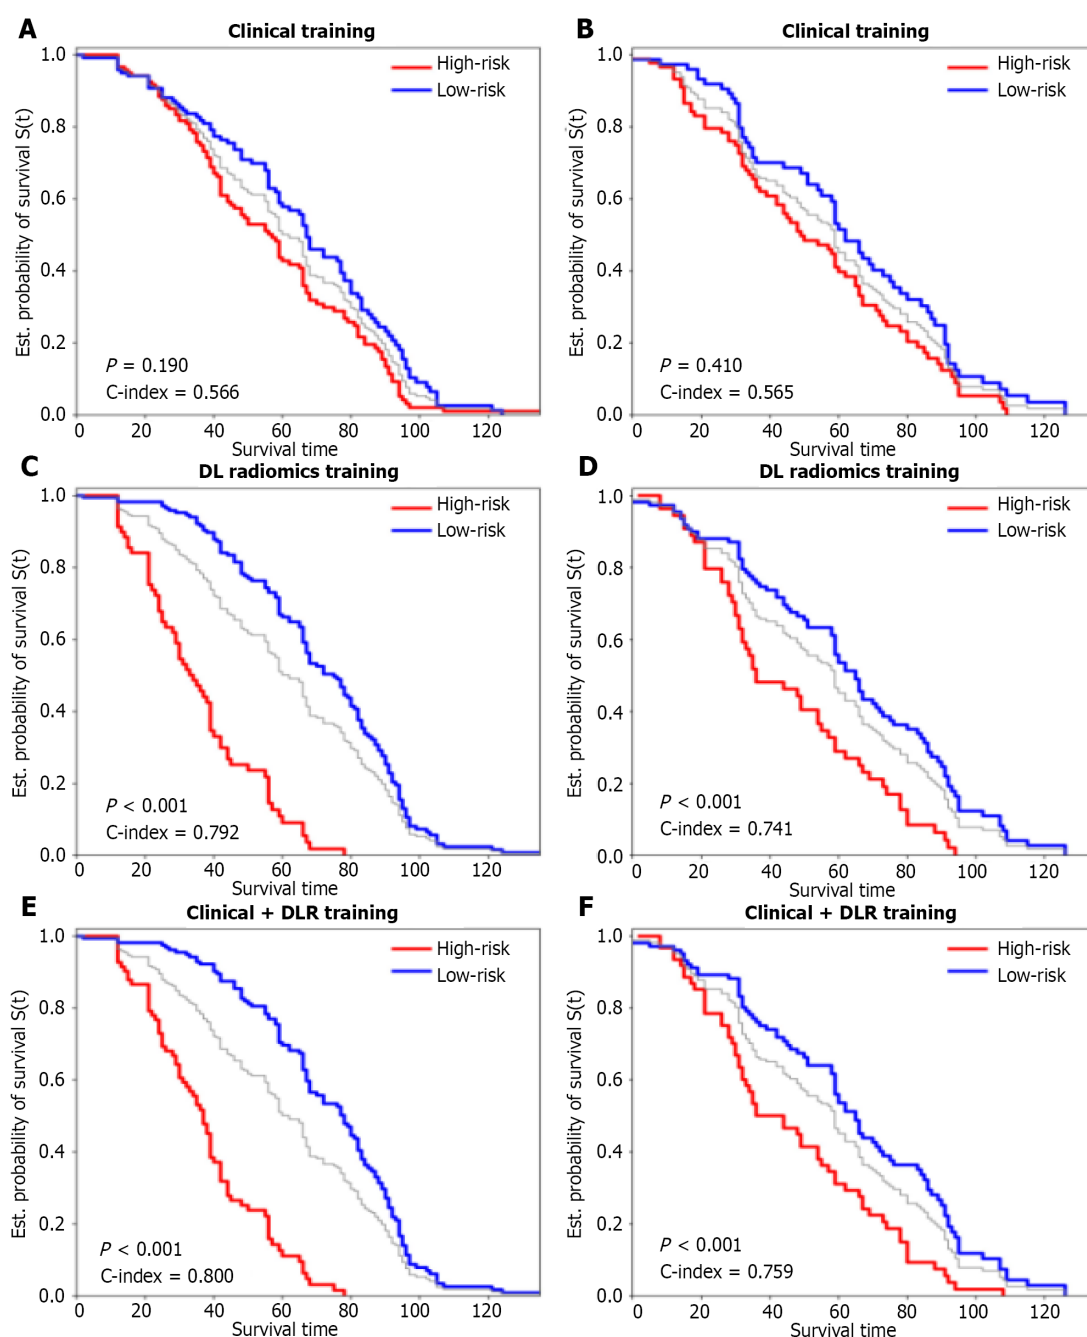 A
Clinical training
Est. probability of survival S(t)
1.0
0.8
0.6
0.4
0.2
0.0
High-risk
Low-risk
P = 0.190
C-index = 0.566
0 20 40 60 80 100 120
Survival time
B
Clinical training
Est. probability of survival S(t)
1.0
0.8
0.6
0.4
0.2
0.0
High-risk
Low-risk
P = 0.410
C-index = 0.565
0 20 40 60 80 100 120
Survival time
C
DL radiomics training
Est. probability of survival S(t)
1.0
0.8
0.6
0.4
0.2
0.0
High-risk
Low-risk
P < 0.001
C-index = 0.792
0 20 40 60 80 100 120
Survival time
D
DL radiomics training
Est. probability of survival S(t)
1.0
0.8
0.6
0.4
0.2
0.0
High-risk
Low-risk
P < 0.001
C-index = 0.741
0 20 40 60 80 100 120
Survival time
E
Clinical + DLR training
Est. probability of survival S(t)
1.0
0.8
0.6
0.4
0.2
0.0
High-risk
Low-risk
P < 0.001
C-index = 0.800
0 20 40 60 80 100 120
Survival time
F
Clinical + DLR training
Est. probability of survival S(t)
1.0
0.8
0.6
0.4
0.2
0.0
High-risk
Low-risk
P < 0.001
C-index = 0.759
0 20 40 60 80 100 120
Survival time